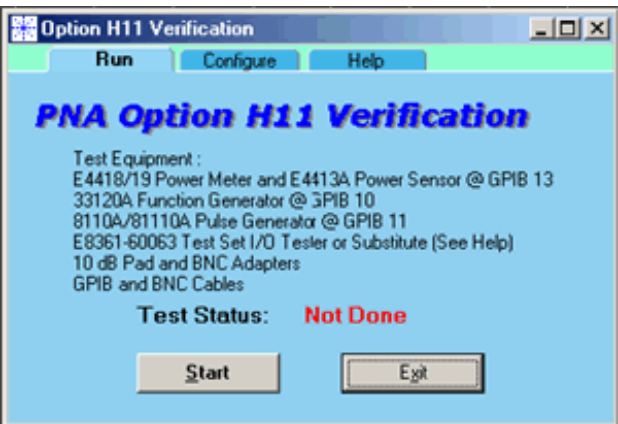 Option H11 Verification
Run Configure Help
PNA Option H11 Verification
Test Equipment :
E4418/19 Power Meter and E4413A Power Sensor @ GPIB 13
33120A Function Generator @ GPIB 10
8110A/81110A Pulse Generator @ GPIB 11
E8361-60063 Test Set I/O Tester or Substitute (See Help)
10 dB Pad and BNC Adapters
GPIB and BNC Cables
Test Status: Not Done
Start Exit